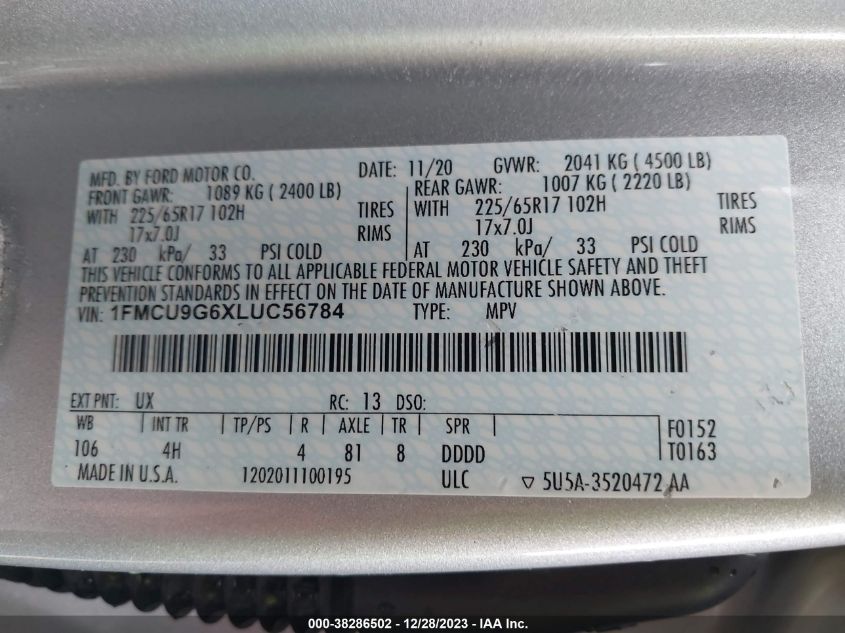 MFD. BY FORD MOTOR CO.
DATE: 11/20 GVWR: 2041 KG ( 4500 LB)
FRONT GAWR: 1089 KG ( 2400 LB)
WITH 225/65R17 102H TIRES
17x7.0J RIMS
AT 230 kPa/ 33 PSI COLD
REAR GAWR: 1007 KG ( 2220 LB)
WITH 225/65R17 102H TIRES
17x7.0J RIMS
AT 230 kPa/ 33 PSI COLD
THIS VEHICLE CONFORMS TO ALL APPLICABLE FEDERAL MOTOR VEHICLE SAFETY AND THEFT
PREVENTION STANDARDS IN EFFECT ON THE DATE OF MANUFACTURE SHOWN ABOVE.
VIN: 1FMCU9G6XLUC56784 TYPE: MPV
EXT PNT: UX RC: 13 DSO:
WB INT TR TP/PS R AXLE TR SPR F0152
106 4H 4 81 8 DDDD T0163
MADE IN U.S.A. 1202011100195 ULC ▽ 5U5A-3520472 AA
000-38286502 - 12/28/2023 - IAA Inc.